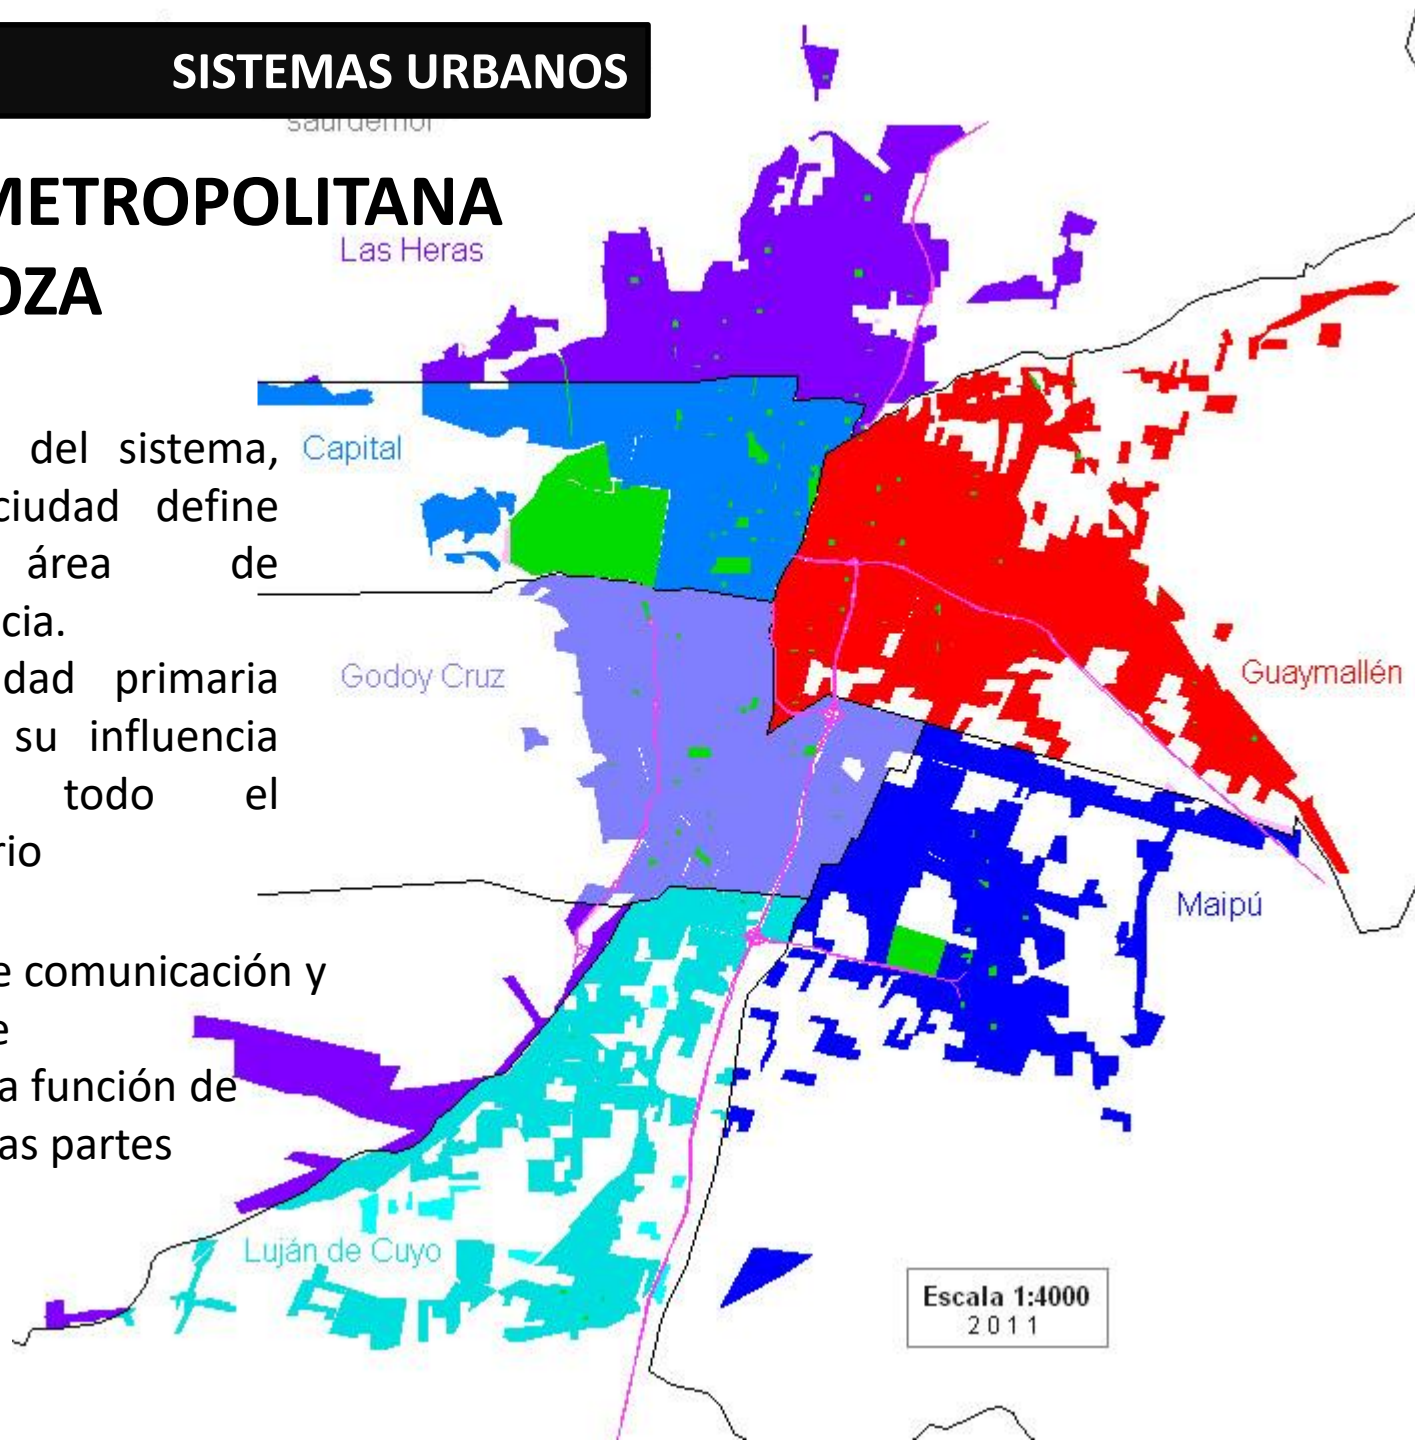 SISTEMAS URBANOS
saurdemol
METROPOLITANA
Las Heras
OZA
del sistema,
Capital
ciudad define
área de
cia.
dad primaria
Godoy Cruz
Guaymallén
su influencia
todo el
rio
Maipú
e comunicación y
e
a función de
as partes
Luján de Cuyo
Escala 1:4000
2011